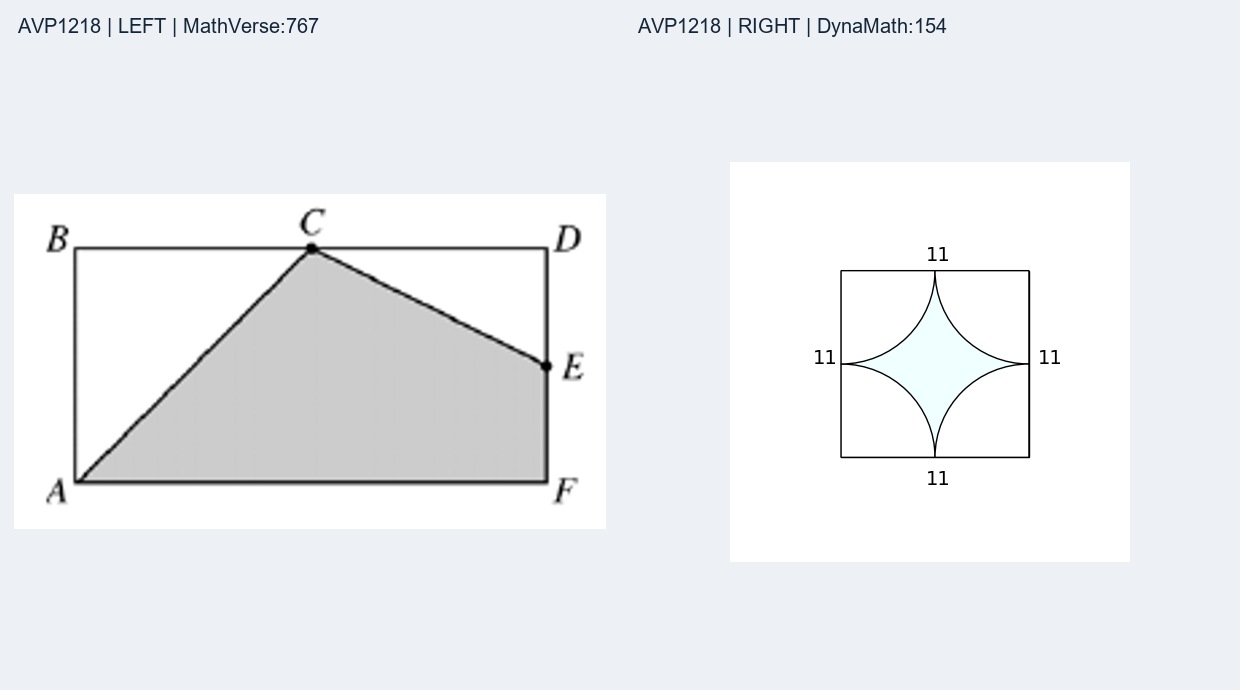 AVP1218 | LEFT | MathVerse:767
AVP1218 | RIGHT | DynaMath:154
B
C
D
E
A
F
11
11
11
11